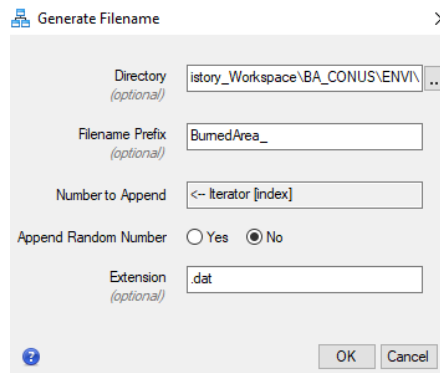 Generate Filename
Directory istory_Workspace\BA_CONUS\ENVI\ ..
(optional)
Filename Prefix BurnedArea_
(optional)
Number to Append <-- Iterator [index]
Append Random Number Yes No
Extension .dat
(optional)
? OK Cancel